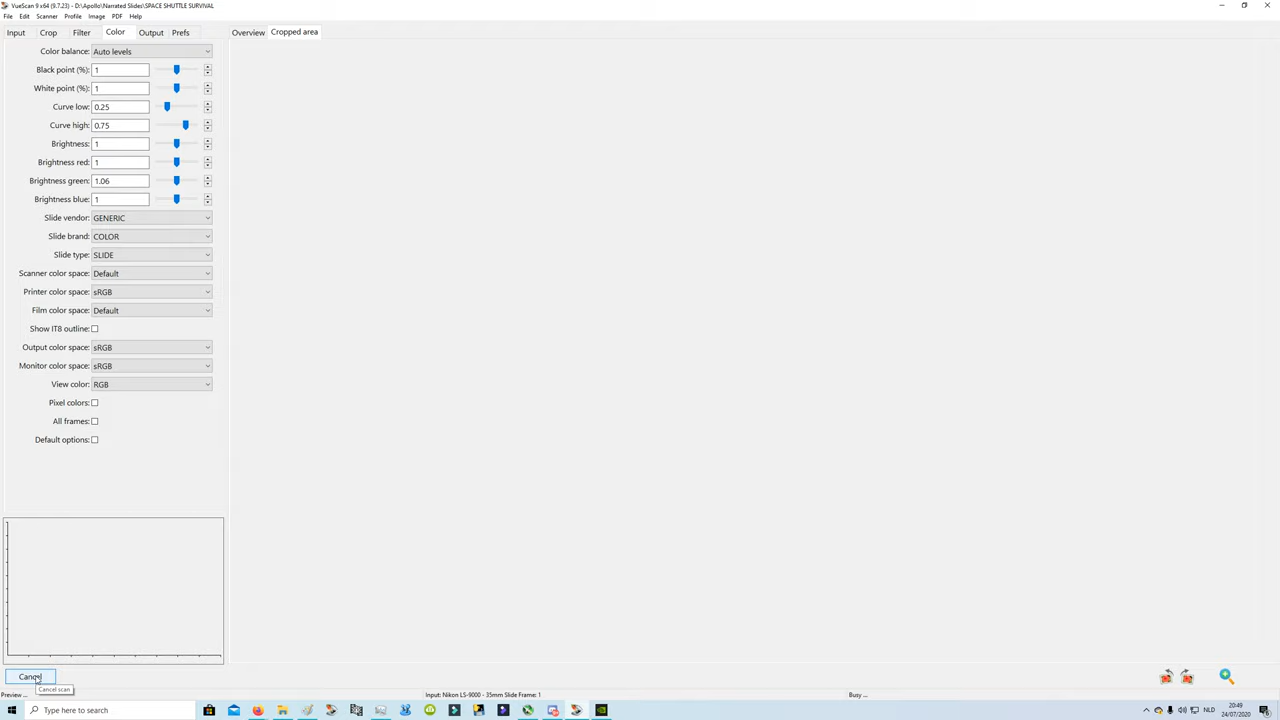 VueScan 9 x64 (9.7.23) - D:\Apollo\Narrated Slides\SPACE SHUTTLE SURVIVAL
File Edit Scanner Profile Image PDF Help
Input Crop Filter Color Output Prefs Overview Cropped area
Color balance: Auto levels
Black point (%): 1
White point (%): 1
Curve low: 0.25
Curve high: 0.75
Brightness: 1
Brightness red: 1
Brightness green: 1.06
Brightness blue: 1
Slide vendor: GENERIC
Slide brand: COLOR
Slide type: SLIDE
Scanner color space: Default
Printer color space: sRGB
Film color space: Default
Show IT8 outline:
Output color space: sRGB
Monitor color space: sRGB
View color: RGB
Pixel colors:
All frames:
Default options:
Cancel
Cancel scan
Preview ... Input: Nikon LS-9000 - 35mm Slide Frame: 1 Busy ...
Type here to search NLD 20:49
24/07/2020